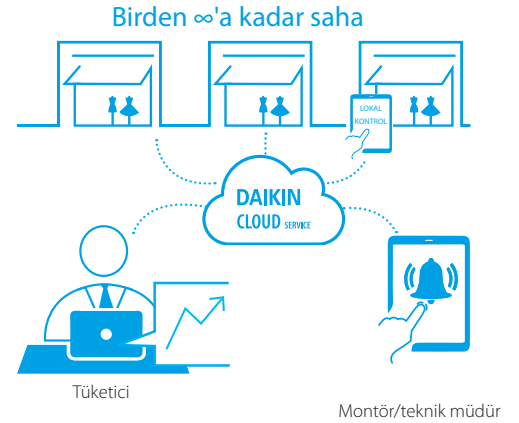 Birden ∞'a kadar saha
LOKAL
KONTROL
DAIKIN
CLOUD SERVICE
Tüketici
Montör/teknik müdür